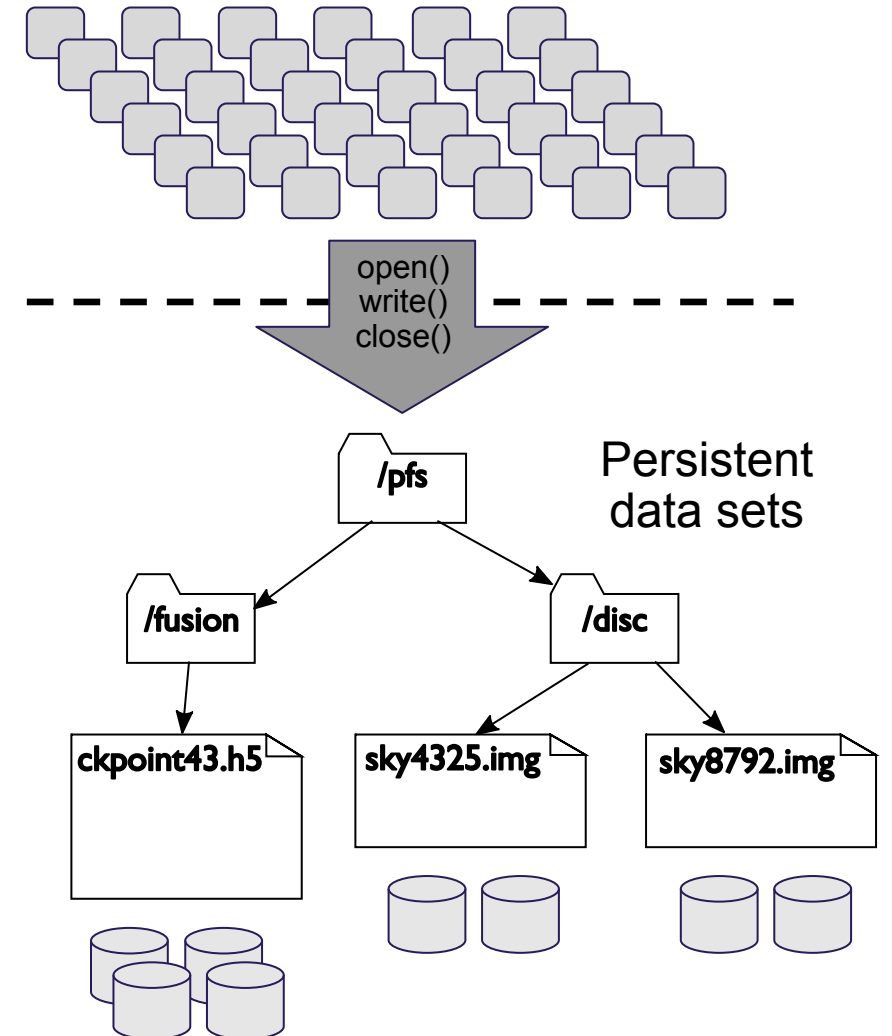 open()
write()
close()
Persistent
data sets
/pfs
/fusion
/disc
ckpoint43.h5
sky4325.img
sky8792.img